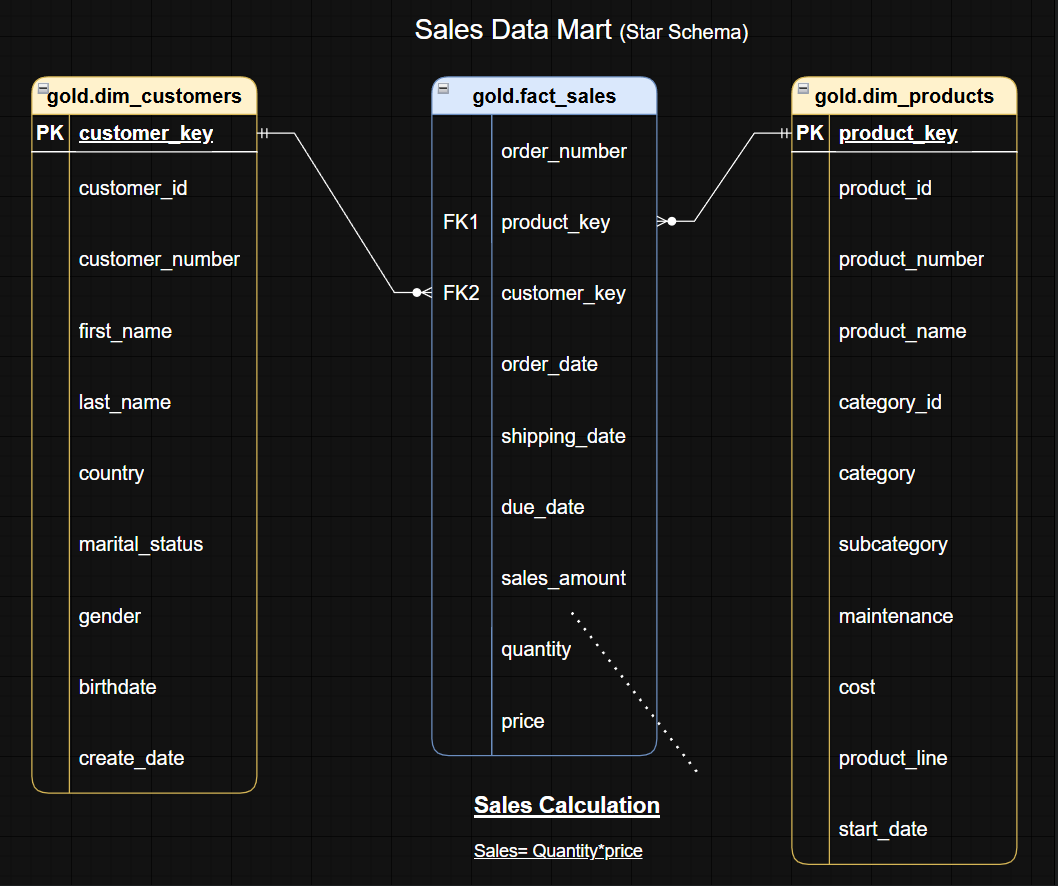 Sales Data Mart (Star Schema)
gold.dim_customers
PK customer_key
customer_id
customer_number
first_name
last_name
country
marital_status
gender
birthdate
create_date
gold.fact_sales
order_number
FK1 product_key
FK2 customer_key
order_date
shipping_date
due_date
sales_amount
quantity
price
Sales Calculation
Sales= Quantity*price
gold.dim_products
PK product_key
product_id
product_number
product_name
category_id
category
subcategory
maintenance
cost
product_line
start_date